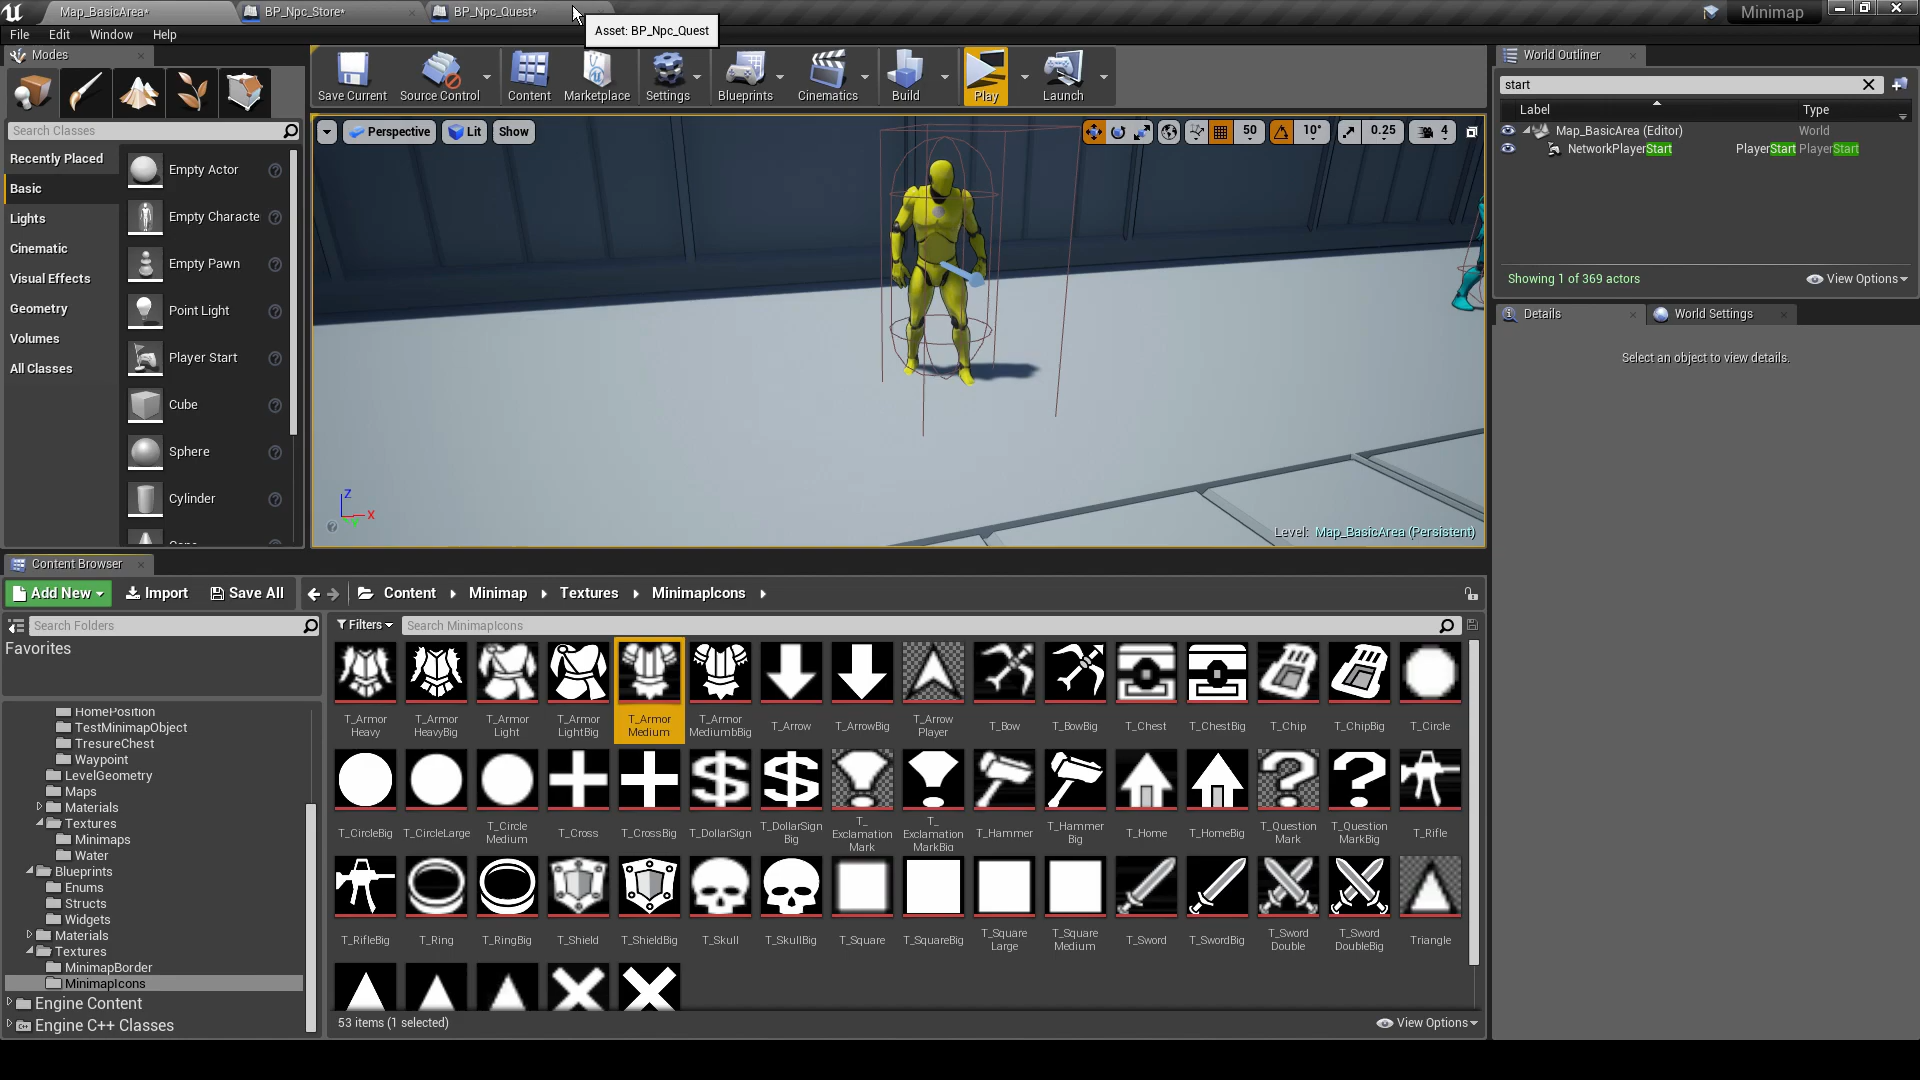 Map_BasicArea*
BP_Npc_Store*
BP_Npc_Quest*
Minimap
Asset: BP_Npc_Quest
File Edit Window Help
Modes
Search Classes
Recently Placed
Basic
Lights
Cinematic
Visual Effects
Geometry
Volumes
All Classes
Empty Actor
Empty Characte
Empty Pawn
Point Light
Player Start
Cube
Sphere
Cylinder
Save Current
Source Control
Content
Marketplace
Settings
Blueprints
Cinematics
Build
Play
Launch
Perspective Lit Show
50 10° 0.25 4
Z
X
Level: Map_BasicArea (Persistent)
World Outliner
start
Label Type
Map_BasicArea (Editor) World
NetworkPlayerStart PlayerStart PlayerStart
Showing 1 of 369 actors
View Options
Details World Settings
Select an object to view details.
Content Browser
Add New Import Save All
Content Minimap Textures MinimapIcons
Search Folders
Filters
Search MinimapIcons
Favorites
HomePosition
TestMinimapObject
TresureChest
Waypoint
LevelGeometry
Maps
Materials
Textures
Minimaps
Water
Blueprints
Enums
Structs
Widgets
Materials
Textures
MinimapBorder
MinimapIcons
Engine Content
Engine C++ Classes
T_Armor Heavy
T_Armor HeavyBig
T_Armor Light
T_Armor LightBig
T_Armor Medium
T_Armor MediumbBig
T_Arrow
T_ArrowBig
T_Arrow Player
T_Bow
T_BowBig
T_Chest
T_ChestBig
T_Chip
T_ChipBig
T_Circle
T_CircleBig
T_CircleLarge
T_Circle Medium
T_Cross
T_CrossBig
T_DollarSign
T_DollarSign Big
T_ Exclamation Mark
T_ Exclamation MarkBig
T_Hammer
T_Hammer Big
T_Home
T_HomeBig
T_Question Mark
T_Question MarkBig
T_Rifle
T_RifleBig
T_Ring
T_RingBig
T_Shield
T_ShieldBig
T_Skull
T_SkullBig
T_Square
T_SquareBig
T_Square Large
T_Square Medium
T_Sword
T_SwordBig
T_Sword Double
T_Sword DoubleBig
Triangle
53 items (1 selected)
View Options